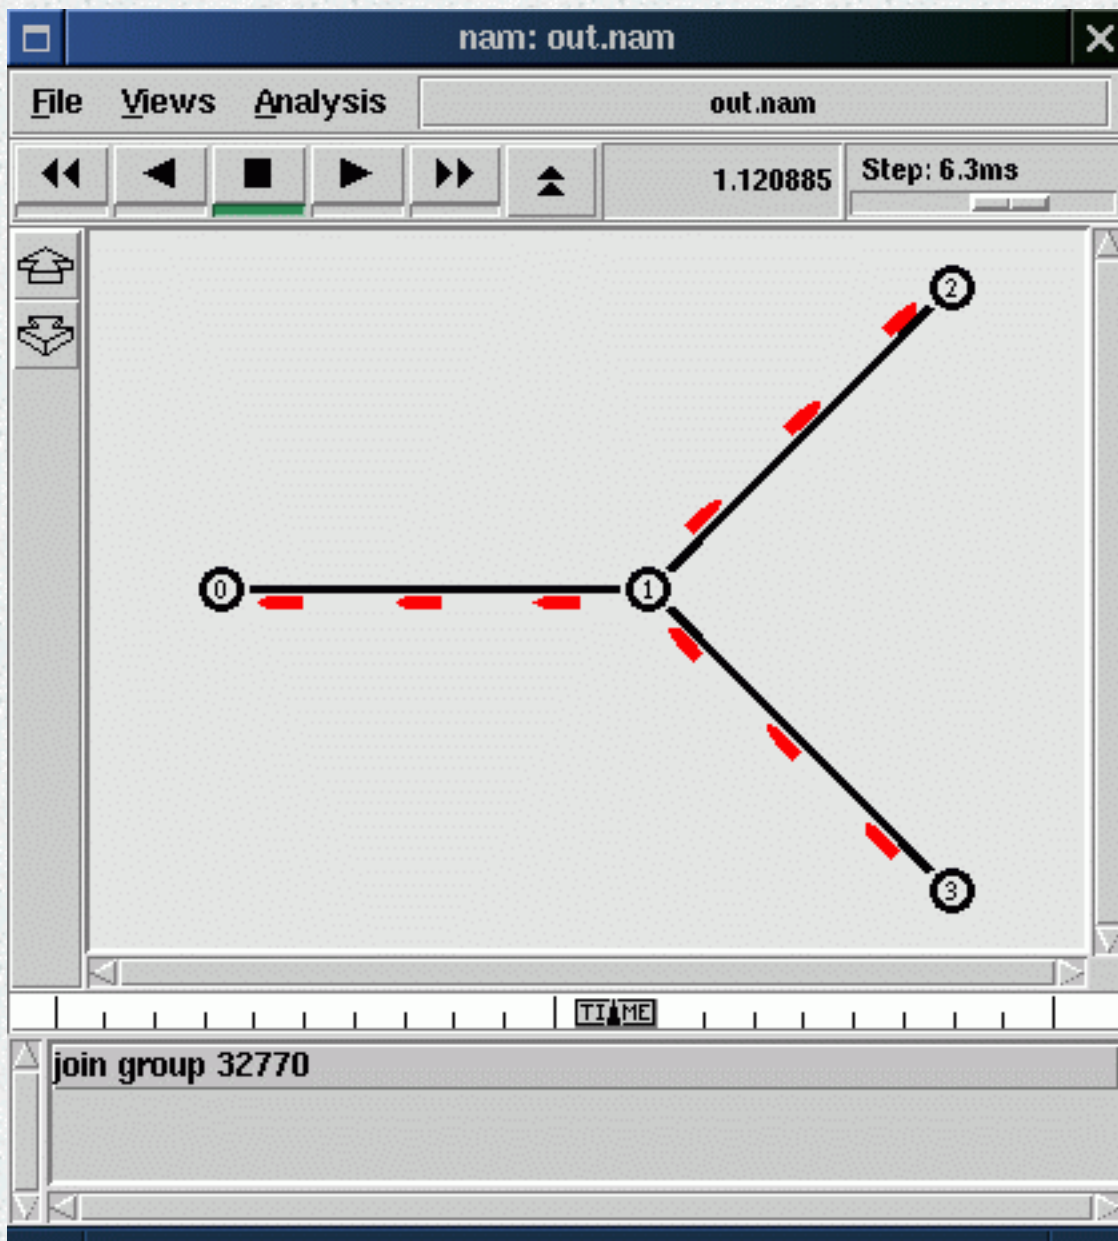 nam: out.nam
File Views Analysis out.nam
1.120885 Step: 6.3ms
2
0 1
3
TIME
join group 32770